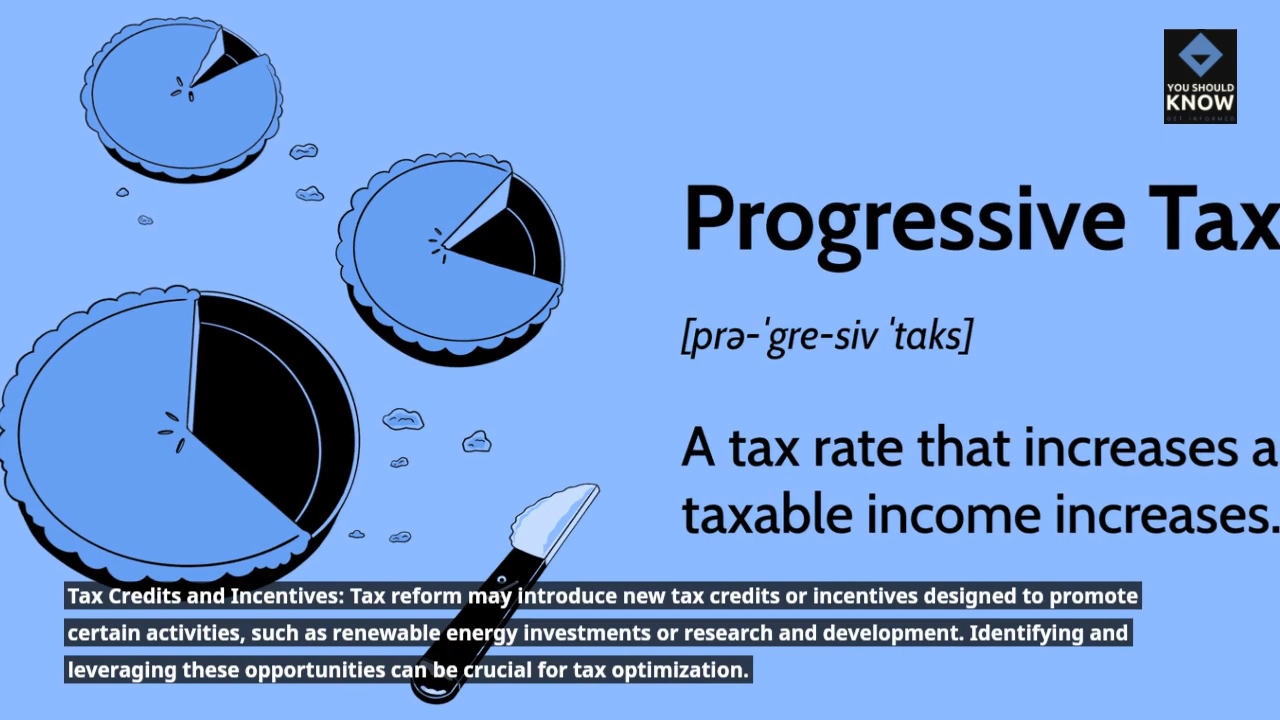 YOU SHOULD
KNOW
GET INFORMED
Progressive Tax
[prə-ˈgre-siv ˈtaks]
A tax rate that increases a
taxable income increases.
Tax Credits and Incentives: Tax reform may introduce new tax credits or incentives designed to promote
certain activities, such as renewable energy investments or research and development. Identifying and
leveraging these opportunities can be crucial for tax optimization.